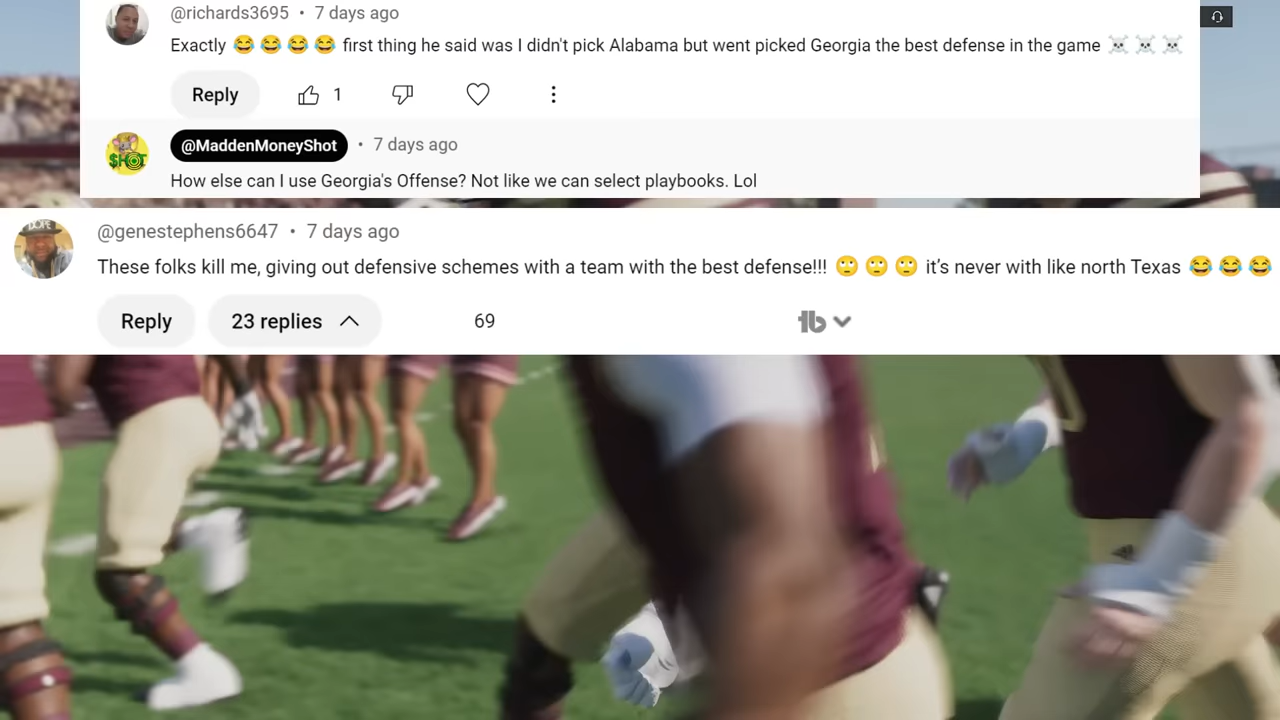 @richards3695 • 7 days ago
Exactly 😂 😂 😂 😂 first thing he said was I didn't pick Alabama but went picked Georgia the best defense in the game ☠️ ☠️ ☠️
Reply 1
$HOT
@MaddenMoneyShot • 7 days ago
How else can I use Georgia's Offense? Not like we can select playbooks. Lol
DOPE
@genestephens6647 • 7 days ago
These folks kill me, giving out defensive schemes with a team with the best defense!!! 🙄 🙄 🙄 it’s never with like north Texas 😂 😂 😂
Reply 23 replies 69 tb